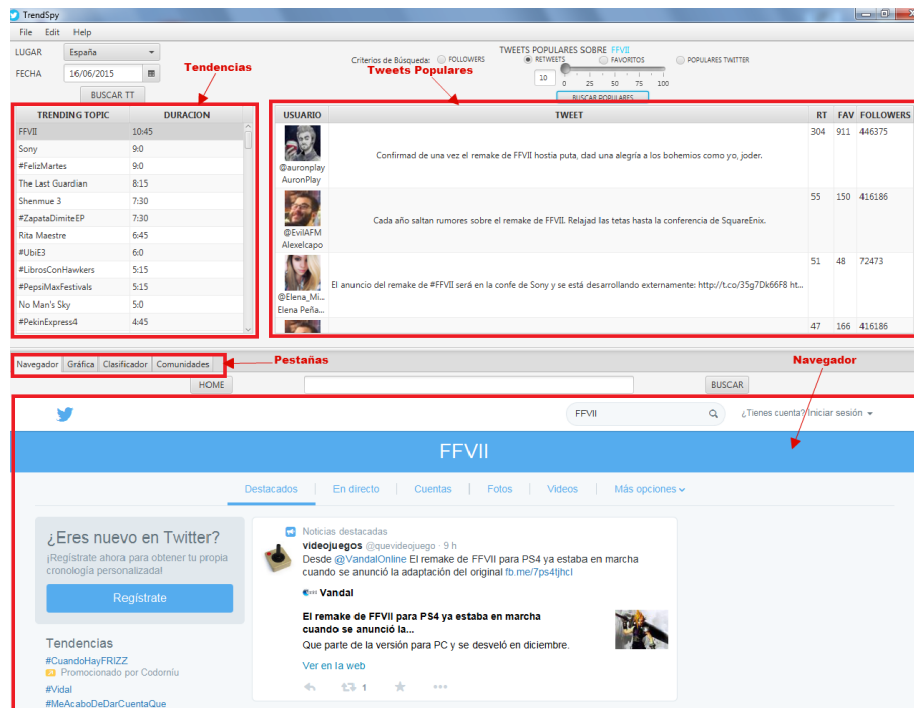 TrendSpy
File Edit Help
LUGAR España
FECHA 16/06/2015
BUSCAR TT
Tendencias
TWEETS POPULARES SOBRE FFVII
Criterios de Búsqueda: FOLLOWERS RETWEETS FAVORITOS POPULARES TWITTER
Tweets Populares
10 0 25 50 75 100
BUSCAR POPULARES
TRENDING TOPIC DURACION
FFVII 10:45
Sony 9:0
#FelizMartes 9:0
The Last Guardian 8:15
Shenmue 3 7:30
#ZapataDimiteEP 7:30
Rita Maestre 6:45
#UbiE3 6:0
#LibrosConHawkers 5:15
#PepsiMaxFestivals 5:15
No Man's Sky 5:0
#PekinExpress4 4:45
USUARIO TWEET RT FAV FOLLOWERS
304 911 446375
Confirmad de una vez el remake de FFVII hostia puta, dad una alegría a los bohemios como yo, joder.
@auronplay
AuronPlay
55 150 416186
Cada año saltan rumores sobre el remake de FFVII. Relajad las tetas hasta la conferencia de SquareEnix.
@EvilAFM
Alexelcapo
51 48 72473
El anuncio del remake de #FFVII será en la confe de Sony y se está desarrollando externamente: http://t.co/35g7Dk66F8 ht...
@Elena_Mi...
Elena Peña...
47 166 416186
Pestañas
Navegador
Navegador Gráfica Clasificador Comunidades
HOME BUSCAR
FFVII ¿Tienes cuenta? Iniciar sesión
FFVII
Destacados En directo Cuentas Fotos Videos Más opciones
¿Eres nuevo en Twitter?
¡Regístrate ahora para obtener tu propia
cronología personalizada!
Regístrate
Tendencias
#CuandoHayFRIZZ
Promocionado por Codorníu
#Vidal
#MeAcaboDeDarCuentaQue
Noticias destacadas
videojuegos @quevideojuego · 9 h
Desde @VandalOnline El remake de FFVII para PS4 ya estaba en marcha
cuando se anunció la adaptación del original fb.me/7ps4tjhcI
Vandal
El remake de FFVII para PS4 ya estaba en marcha
cuando se anunció la...
Que parte de la versión para PC y se desveló en diciembre.
Ver en la web
1